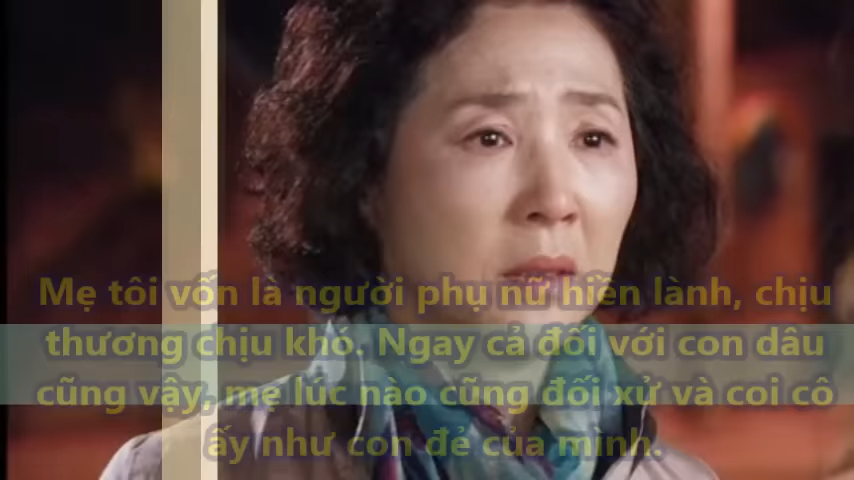 Mẹ tôi vốn là người phụ nữ hiền lành, chịu
thương chịu khó. Ngay cả đối với con dâu
cũng vậy, mẹ lúc nào cũng đối xử và coi cô
ấy như con đẻ của mình.